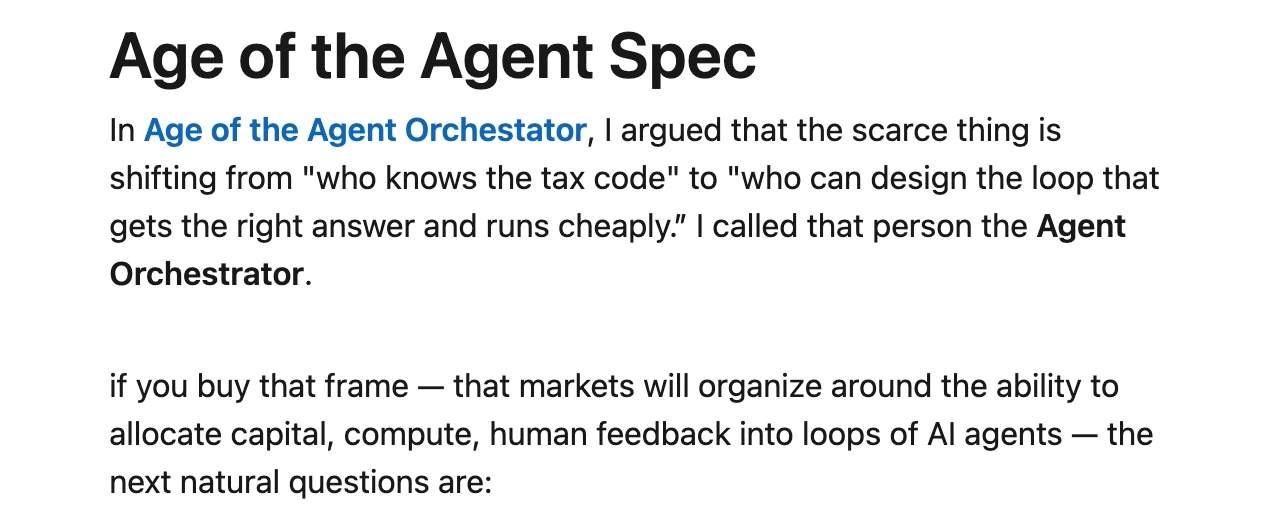 Age of the Agent Spec
In Age of the Agent Orchestator, I argued that the scarce thing is
shifting from "who knows the tax code" to "who can design the loop that
gets the right answer and runs cheaply.” I called that person the Agent
Orchestrator.
if you buy that frame — that markets will organize around the ability to
allocate capital, compute, human feedback into loops of AI agents — the
next natural questions are: